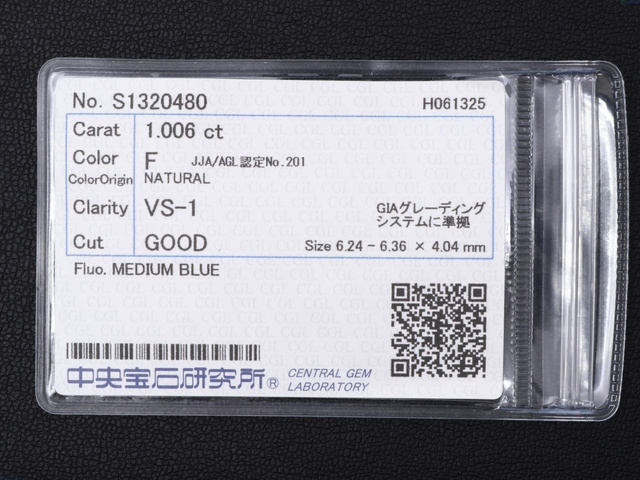 No. S1320480 H061325
Carat 1.006 ct
Color F JJA/AGL認定No.201
ColorOrigin NATURAL
Clarity VS-1 GIAグレーディング
システムに準拠
Cut GOOD Size 6.24 - 6.36 × 4.04 mm
Fluo. MEDIUM BLUE
中央宝石研究所® CENTRAL GEM
LABORATORY